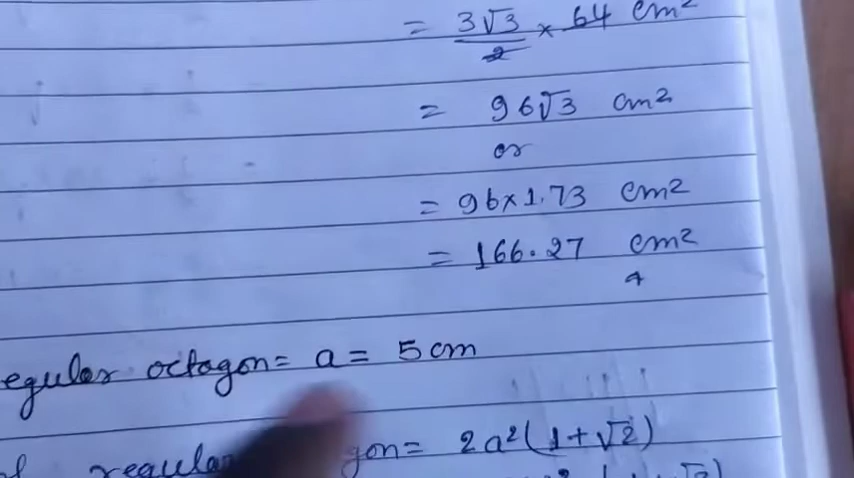 = 3√3/2 × 64 cm²
= 96√3 cm²
or
= 96×1.73 cm²
= 166.27 cm²
egular octagon = a = 5 cm
regular gon = 2a²(1+√2)